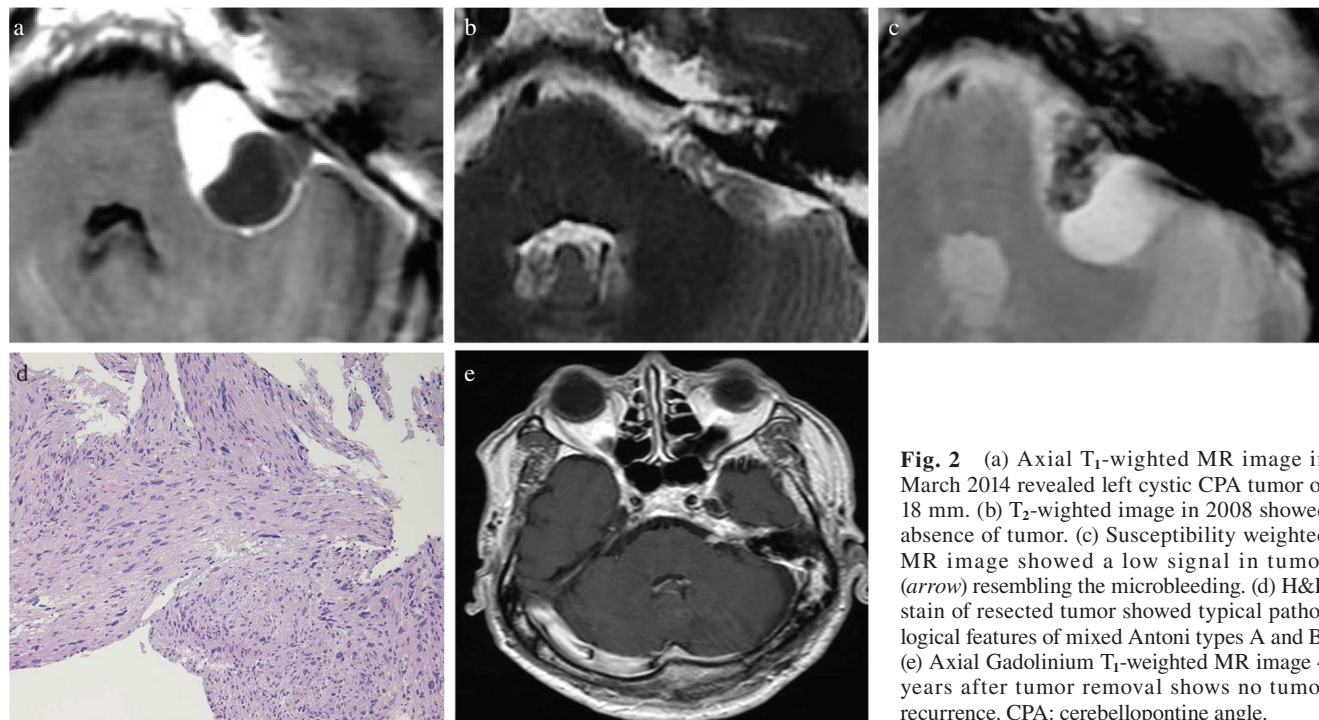 a
b
c
d
e
Fig. 2 (a) Axial T₁-wighted MR image in
March 2014 revealed left cystic CPA tumor
18 mm. (b) T₂-wighted image in 2008 showed
absence of tumor. (c) Susceptibility weighted
MR image showed a low signal in tumor
(arrow) resembling the microbleeding. (d)
stain of resected tumor showed typical patho-
logical features of mixed Antoni types A and B
(e) Axial Gadolinium T₁-weighted MR image
years after tumor removal shows no tumor
recurrence, CPA: cerebellopontine angle.